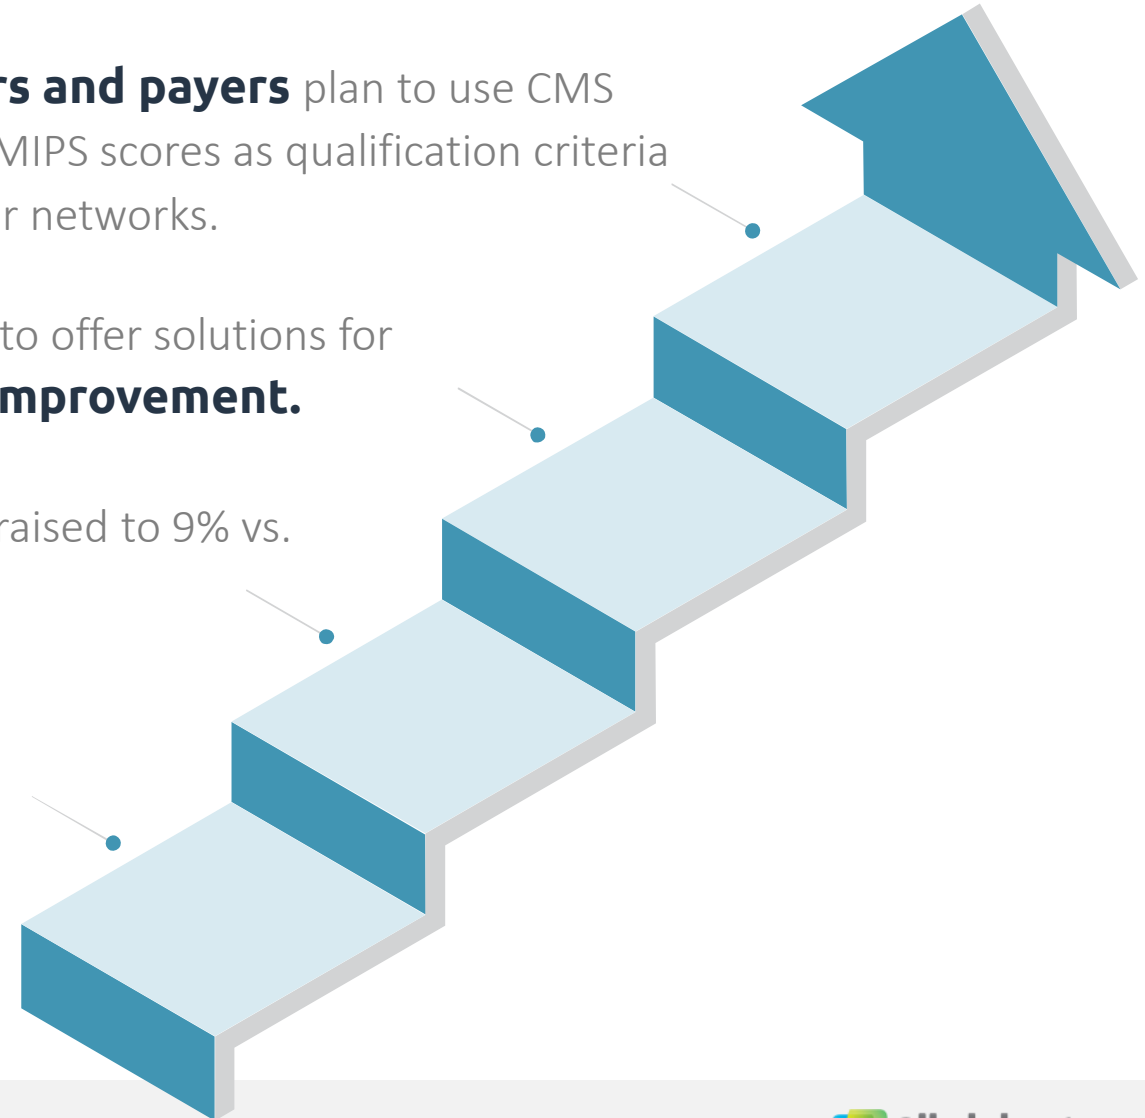 rs and payers plan to use CMS
MIPS scores as qualification criteria
r networks.
to offer solutions for
mprovement.
raised to 9% vs.